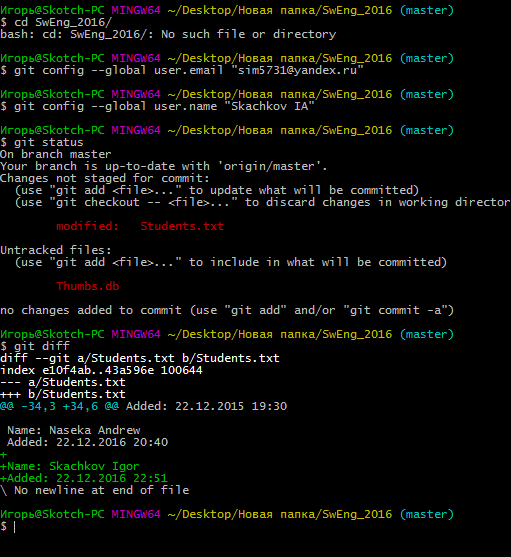 Игорь@Skotch-PC MINGW64 ~/Desktop/Новая папка/SwEng_2016 (master)
$ cd SwEng_2016/
bash: cd: SwEng_2016/: No such file or directory
Игорь@Skotch-PC MINGW64 ~/Desktop/Новая папка/SwEng_2016 (master)
$ git config --global user.email "sim5731@yandex.ru"
Игорь@Skotch-PC MINGW64 ~/Desktop/Новая папка/SwEng_2016 (master)
$ git config --global user.name "Skachkov IA"
Игорь@Skotch-PC MINGW64 ~/Desktop/Новая папка/SwEng_2016 (master)
$ git status
On branch master
Your branch is up-to-date with 'origin/master'.
Changes not staged for commit:
  (use "git add <file>..." to update what will be committed)
  (use "git checkout -- <file>..." to discard changes in working director
        modified:   Students.txt
Untracked files:
  (use "git add <file>..." to include in what will be committed)
        Thumbs.db
no changes added to commit (use "git add" and/or "git commit -a")
Игорь@Skotch-PC MINGW64 ~/Desktop/Новая папка/SwEng_2016 (master)
$ git diff
diff --git a/Students.txt b/Students.txt
index e10f4ab..43a596e 100644
--- a/Students.txt
+++ b/Students.txt
@@ -34,3 +34,6 @@ Added: 22.12.2015 19:30
 Name: Naseka Andrew
 Added: 22.12.2016 20:40
+
+Name: Skachkov Igor
+Added: 22.12.2016 22:51
\ No newline at end of file
Игорь@Skotch-PC MINGW64 ~/Desktop/Новая папка/SwEng_2016 (master)
$